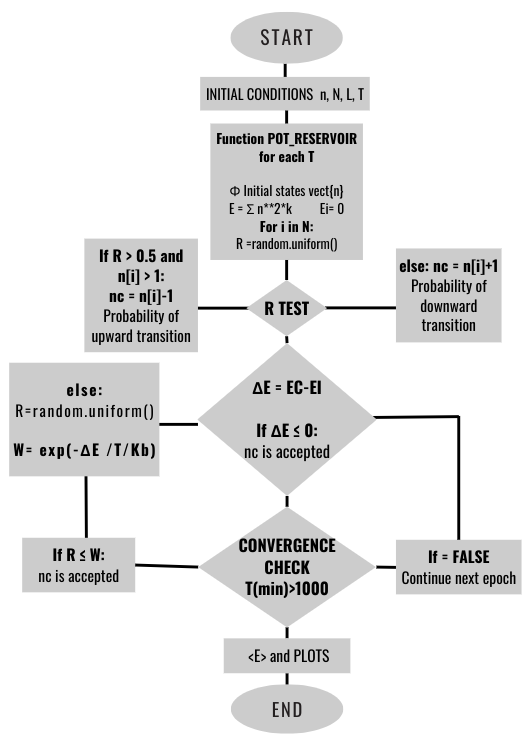 START
INITIAL CONDITIONS n, N, L, T
Function POT_RESERVOIR
for each T
Φ Initial states vect{n}
E = Σ n**2*k Ei= 0
For i in N:
R =random.uniform()
If R > 0.5 and
n[i] > 1:
nc = n[i]-1
Probability of
upward transition
R TEST
else: nc = n[i]+1
Probability of
downward
transition
ΔE = EC-EI
If ΔE ≤ 0:
nc is accepted
else:
R=random.uniform()
W= exp(-ΔE /T/Kb)
If R ≤ W:
nc is accepted
CONVERGENCE
CHECK
T(min)>1000
If = FALSE
Continue next epoch
<E> and PLOTS
END